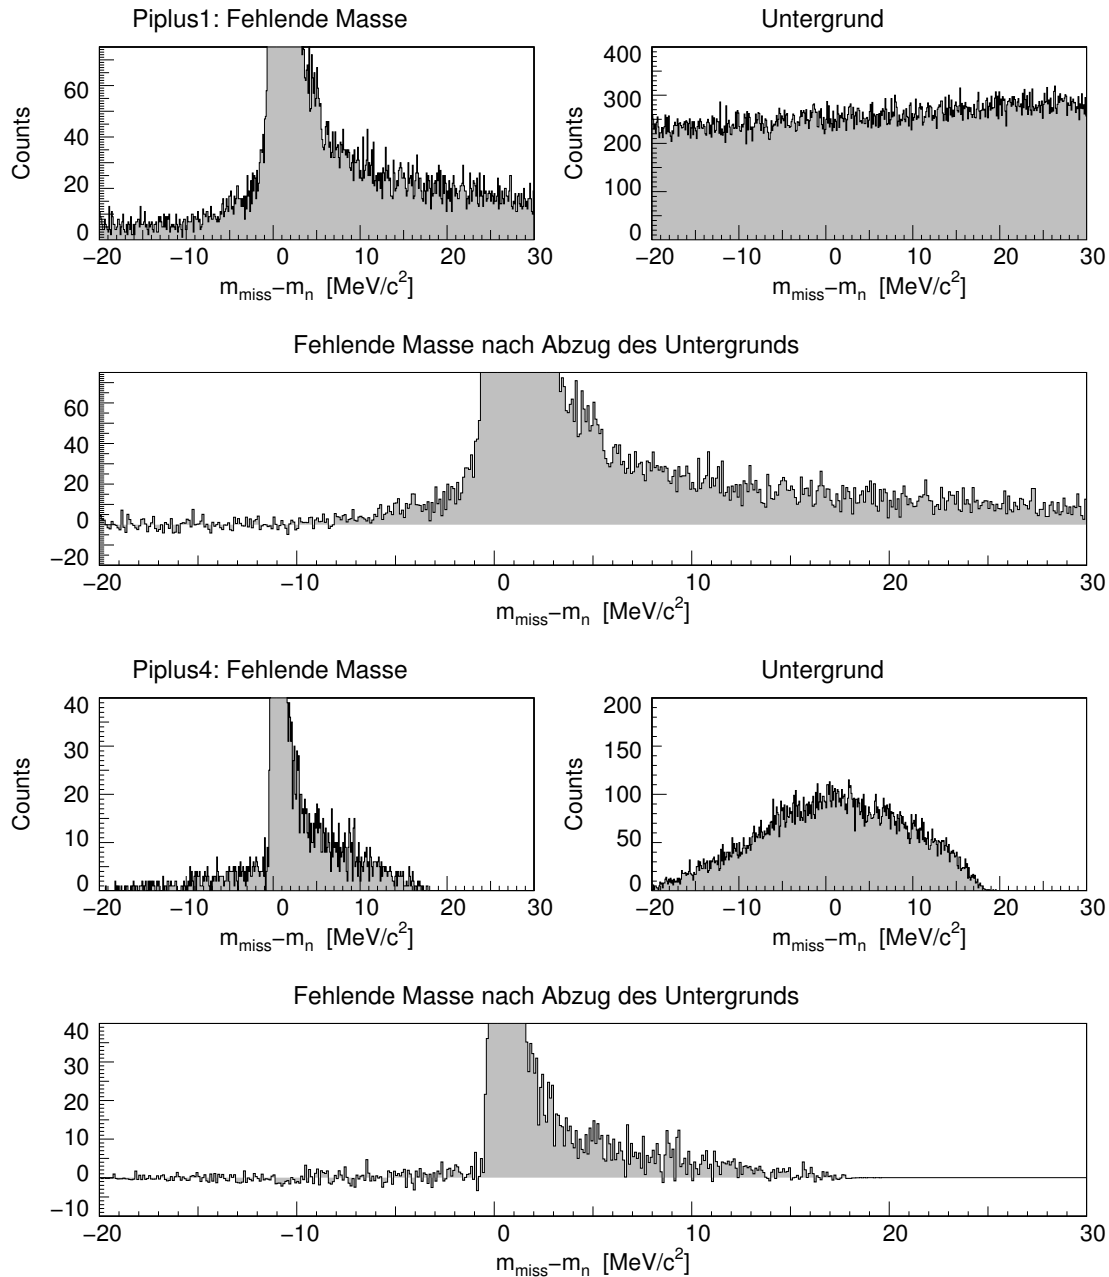 Piplus1: Fehlende Masse
Untergrund
Counts
60
40
20
0
−20 −10 0 10 20 30
m_miss−m_n [MeV/c²]
Counts
400
300
200
100
0
−20 −10 0 10 20 30
m_miss−m_n [MeV/c²]
Fehlende Masse nach Abzug des Untergrunds
60
40
20
0
−20
−20 −10 0 10 20 30
m_miss−m_n [MeV/c²]
Piplus4: Fehlende Masse
Untergrund
Counts
40
30
20
10
0
−20 −10 0 10 20 30
m_miss−m_n [MeV/c²]
Counts
200
150
100
50
0
−20 −10 0 10 20 30
m_miss−m_n [MeV/c²]
Fehlende Masse nach Abzug des Untergrunds
40
30
20
10
0
−10
−20 −10 0 10 20 30
m_miss−m_n [MeV/c²]